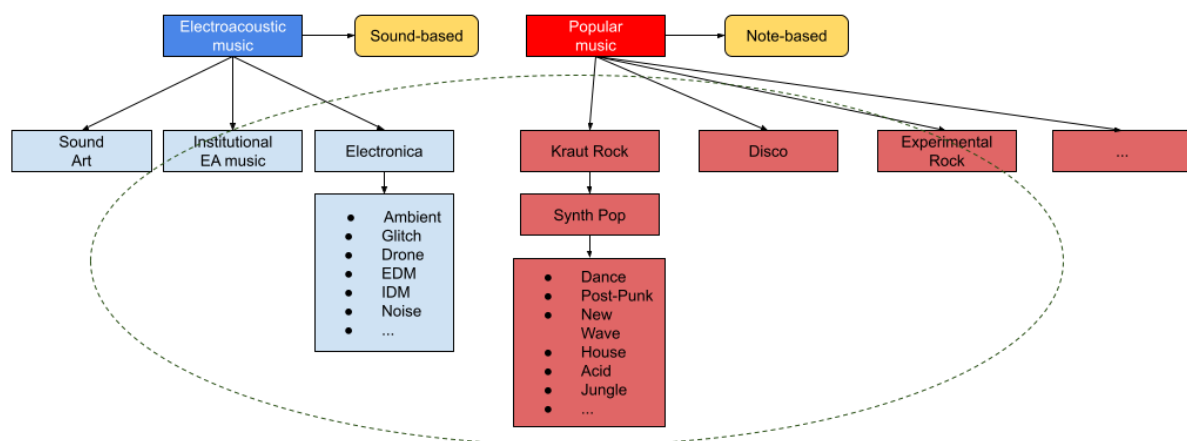 Electroacoustic
music
Sound-based
Popular
music
Note-based
Sound
Art
Institutional
EA music
Electronica
Kraut Rock
Disco
Experimental
Rock
...
● Ambient
● Glitch
● Drone
● EDM
● IDM
● Noise
● ...
Synth Pop
● Dance
● Post-Punk
● New
Wave
● House
● Acid
● Jungle
● ...